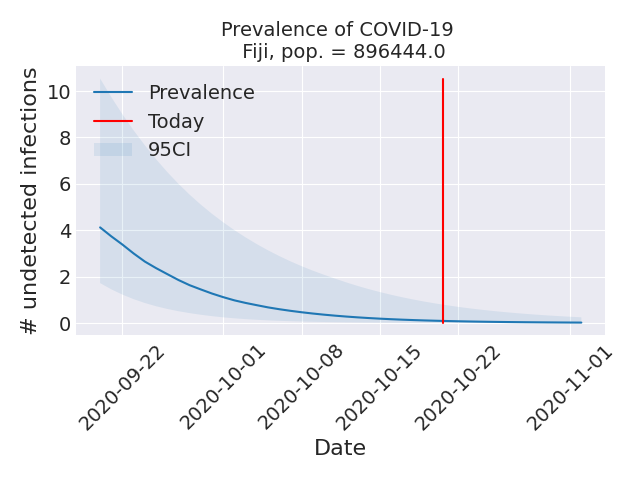 Prevalence of COVID-19
Fiji, pop. = 896444.0
# undetected infections
10
8
6
4
2
0
Prevalence
Today
95CI
2020-09-22
2020-10-01
2020-10-08
2020-10-15
2020-10-22
2020-11-01
Date